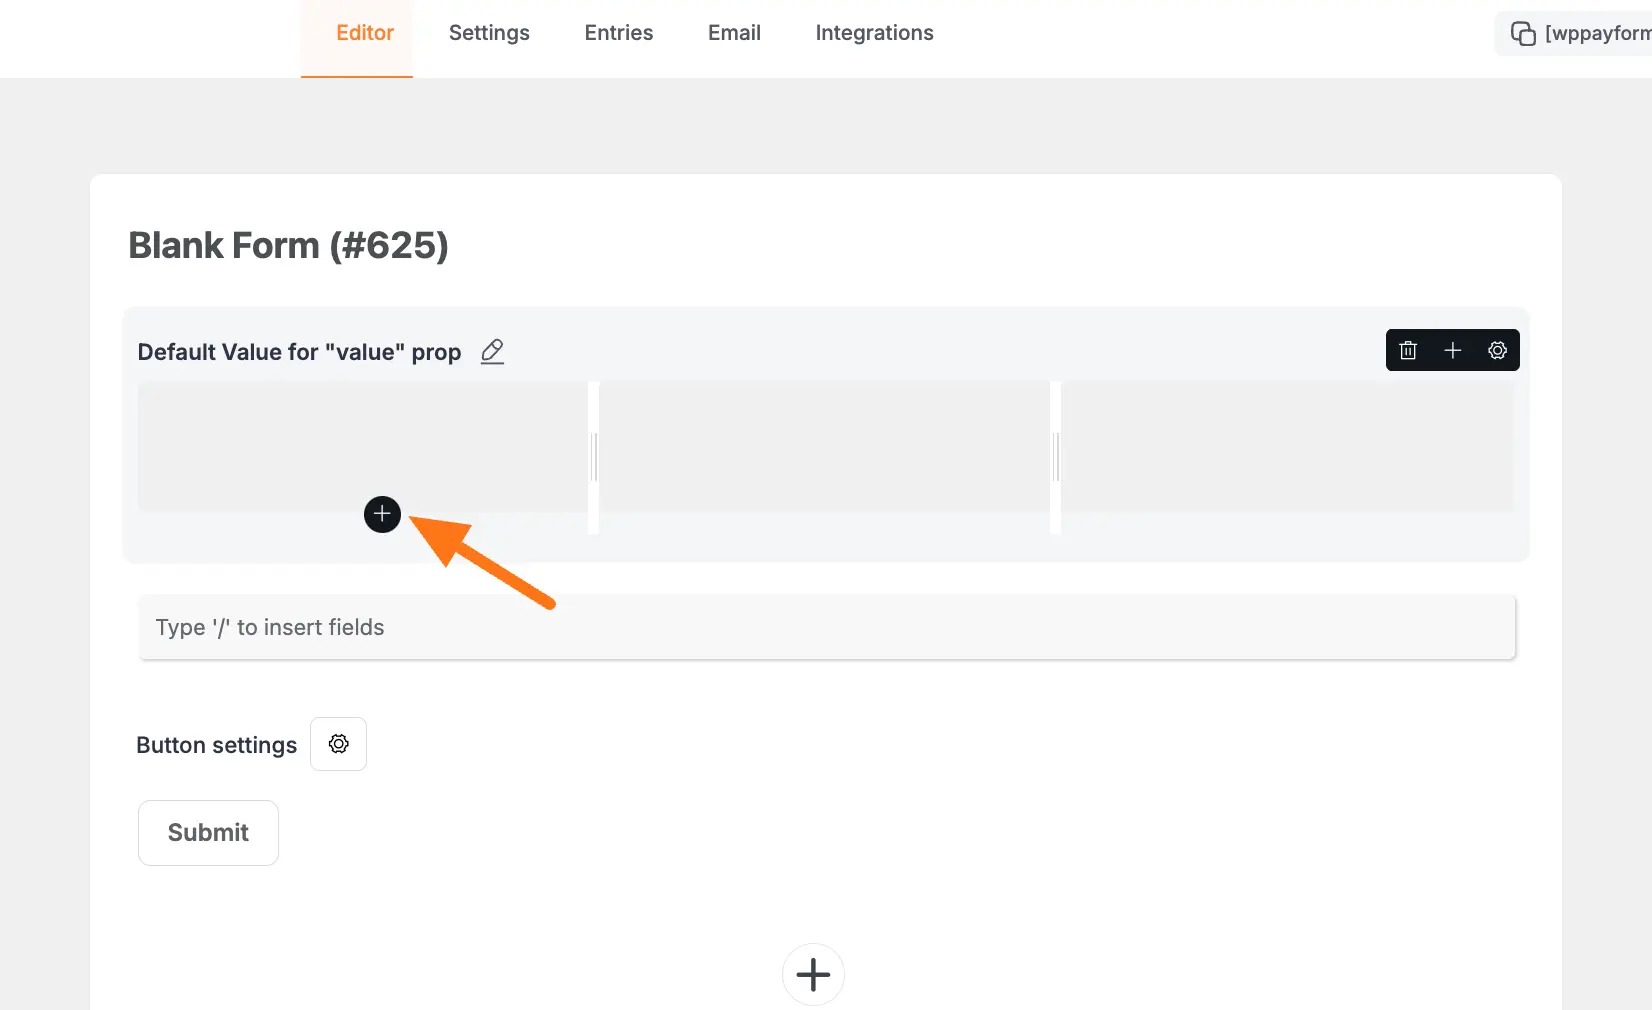 Editor Settings Entries Email Integrations [wppayform
Blank Form (#625)
Default Value for "value" prop
Type '/' to insert fields
Button settings
Submit